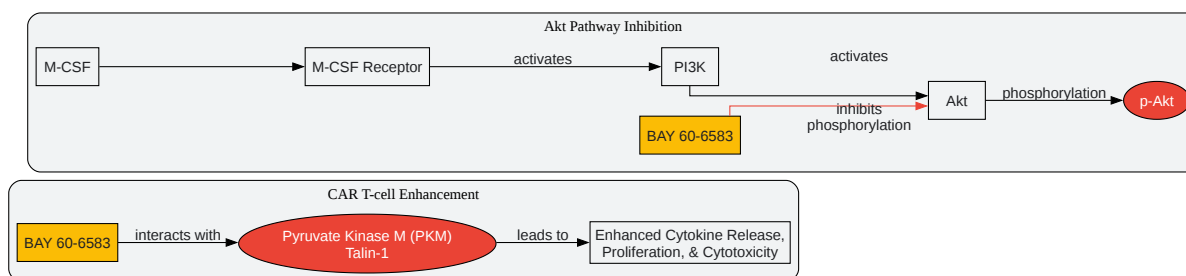 Akt Pathway Inhibition
M-CSF
M-CSF Receptor
activates
PI3K
activates
Akt
phosphorylation
p-Akt
inhibits
phosphorylation
BAY 60-6583
CAR T-cell Enhancement
BAY 60-6583
interacts with
Pyruvate Kinase M (PKM)
Talin-1
leads to
Enhanced Cytokine Release,
Proliferation, & Cytotoxicity